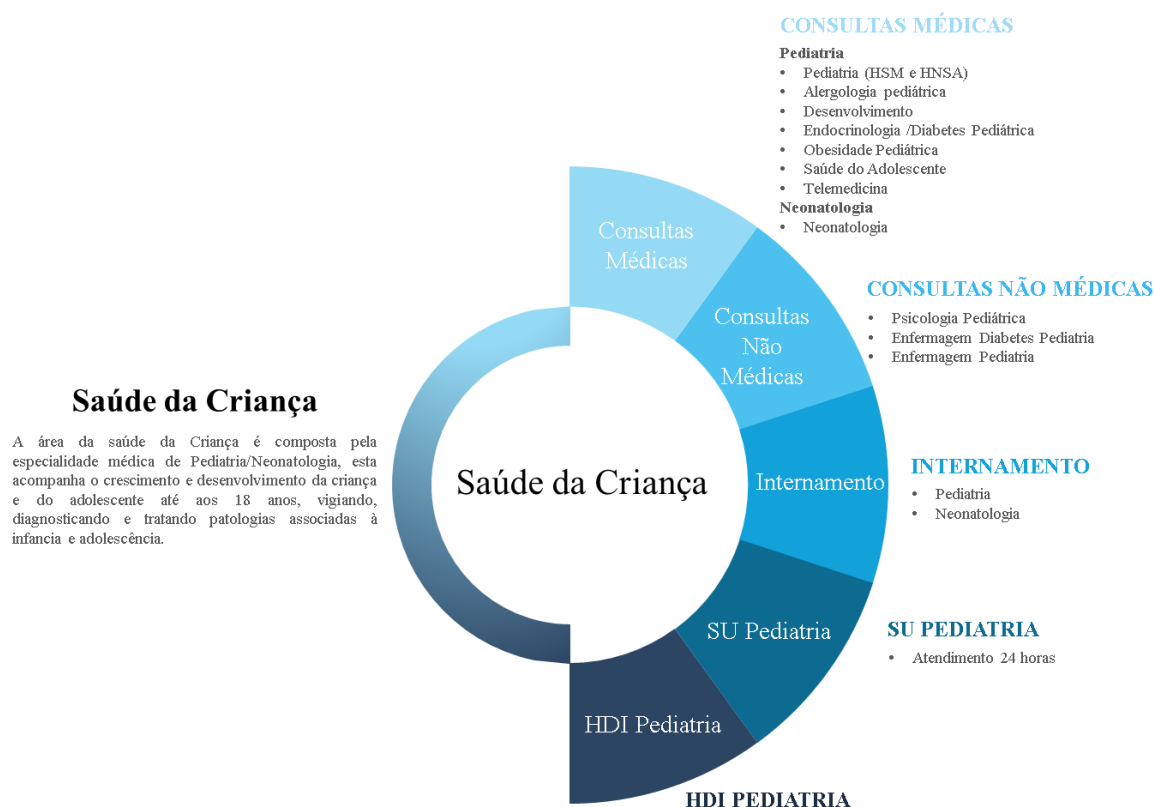 CONSULTAS MÉDICAS
Pediatria
• Pediatria (HSM e HNSA)
• Alergologia pediátrica
• Desenvolvimento
• Endocrinologia /Diabetes Pediátrica
• Obesidade Pediátrica
• Saúde do Adolescente
• Telemedicina
Neonatologia
• Neonatologia
Consultas
Médicas
CONSULTAS NÃO MÉDICAS
• Psicologia Pediátrica
• Enfermagem Diabetes Pediatria
• Enfermagem Pediatria
Consultas
Não
Médicas
Saúde da Criança
A área da saúde da Criança é composta pela
especialidade médica de Pediatria/Neonatologia, esta
acompanha o crescimento e desenvolvimento da criança
e do adolescente até aos 18 anos, vigiando,
diagnosticando e tratando patologias associadas à
infancia e adolescência.
Saúde da Criança
Internamento
INTERNAMENTO
• Pediatria
• Neonatologia
SU Pediatria
SU PEDIATRIA
• Atendimento 24 horas
HDI Pediatria
HDI PEDIATRIA